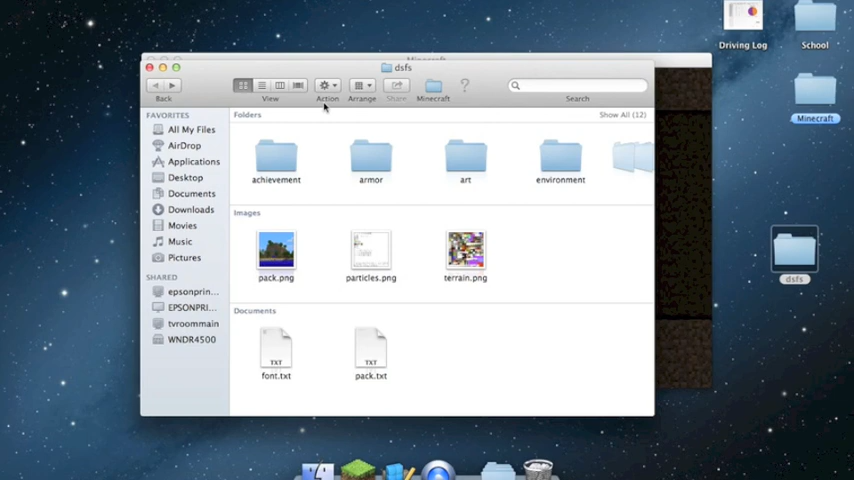 Driving Log
School
Minecraft
dsfs
Back
View
Action
Arrange
Share
Minecraft
?
Search
FAVORITES
All My Files
AirDrop
Applications
Desktop
Documents
Downloads
Movies
Music
Pictures
SHARED
epsonprin...
EPSONPRI...
tvroommain
WNDR4500
Folders
Show All (12)
achievement
armor
art
environment
Images
pack.png
particles.png
terrain.png
Documents
TXT
TXT
font.txt
pack.txt
Minecraft
dsfs